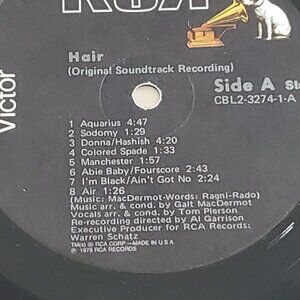 RCA
Victor
Hair
(Original Soundtrack Recording)
Side A
CBL2-3274-1-A
1 Aquarius 4:47
2 Sodomy 1:29
3 Donna/Hashish 4:20
4 Colored Spade 1:33
5 Manchester 1:57
6 Abie Baby/Fourscore 2:43
7 I'm Black/Ain't Got No 2:24
8 Air 1:26
(Music: MacDermot-Words: Ragni-Rado)
Music arr. & cond. by Galt MacDermot
Vocals arr. & cond. by Tom Pierson
Re-recording directed by Al Garrison
Executive Producer for RCA Records:
Warren Schatz
TM(s) ® RCA CORP.—MADE IN U.S.A.
℗ 1979 RCA RECORDS